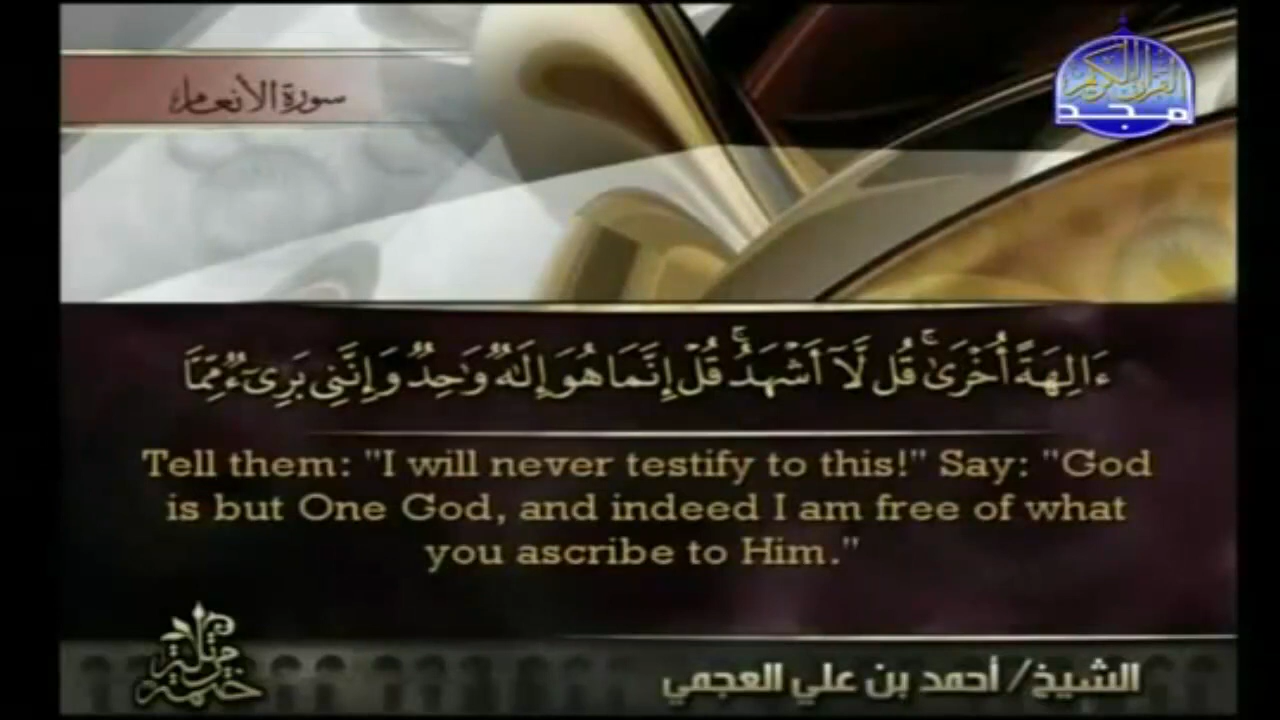 سورة الأنعام
القرآن الكريم
مجد
ءَالِهَةً أُخْرَىٰ ۚ قُل لَّآ أَشْهَدُ ۚ قُلْ إِنَّمَا هُوَ إِلَٰهٌ وَٰحِدٌ وَإِنَّنِى بَرِىٓءٌ مِّمَّا
Tell them: "I will never testify to this!" Say: "God
is but One God, and indeed I am free of what
you ascribe to Him."
ختمة مرتلة
الشيخ/ أحمد بن علي العجمي